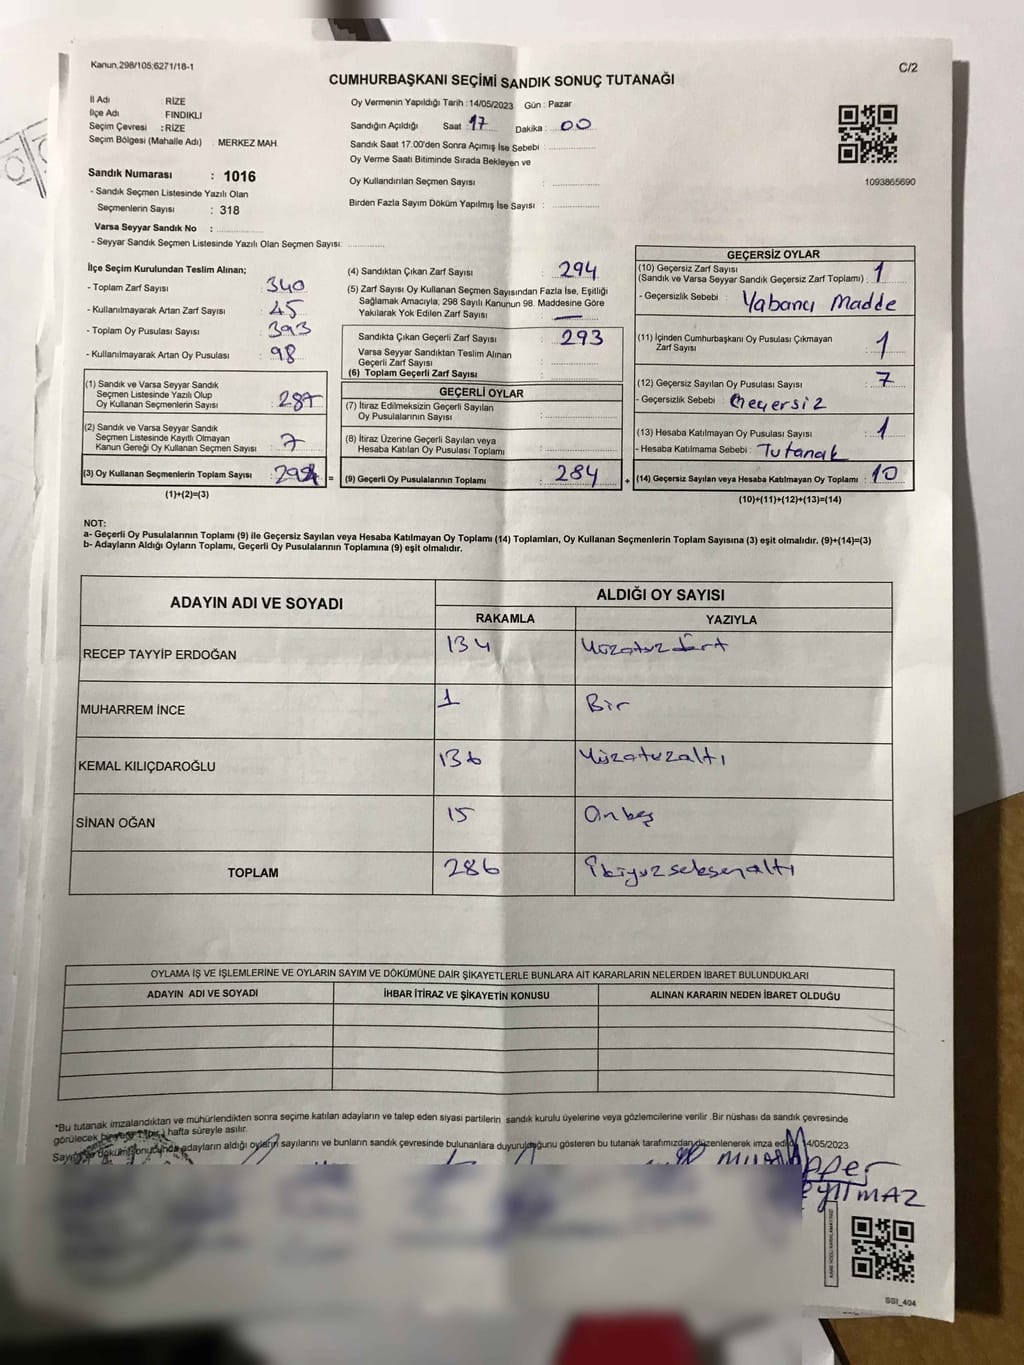 Kanun,298/105;6271/18-1
C/2
CUMHURBAŞKANI SEÇİMİ SANDIK SONUÇ TUTANAĞI
İl Adı : RİZE
İlçe Adı : FINDIKLI
Seçim Çevresi : RİZE
Seçim Bölgesi (Mahalle Adı) : MERKEZ MAH
Oy Vermenin Yapıldığı Tarih : 14/05/2023 Gün : Pazar
Sandığın Açıldığı Saat : 17 Dakika : 00
Sandık Saat 17.00'den Sonra Açımış İse Sebebi :
Oy Verme Saati Bitiminde Sırada Bekleyen ve
Oy Kullandırılan Seçmen Sayısı :
Birden Fazla Sayım Döküm Yapılmış İse Sayısı :
1093865690
Sandık Numarası : 1016
- Sandık Seçmen Listesinde Yazılı Olan
Seçmenlerin Sayısı : 318
Varsa Seyyar Sandık No :
- Seyyar Sandık Seçmen Listesinde Yazılı Olan Seçmen Sayısı:
İlçe Seçim Kurulundan Teslim Alınan;
- Toplam Zarf Sayısı : 340
- Kullanılmayarak Artan Zarf Sayısı : 45
- Toplam Oy Pusulası Sayısı : 393
- Kullanılmayarak Artan Oy Pusulası : 98
(1) Sandık ve Varsa Seyyar Sandık
Seçmen Listesinde Yazılı Olup
Oy Kullanan Seçmenlerin Sayısı : 287
(2) Sandık ve Varsa Seyyar Sandık
Seçmen Listesinde Kayıtlı Olmayan
Kanun Gereği Oy Kullanan Seçmen Sayısı : 7
(3) Oy Kullanan Seçmenlerin Toplam Sayısı : 294 =
(1)+(2)=(3)
(4) Sandıktan Çıkan Zarf Sayısı : 294
(5) Zarf Sayısı Oy Kullanan Seçmen Sayısından Fazla İse, Eşitliği
Sağlamak Amacıyla, 298 Sayılı Kanunun 98. Maddesine Göre
Yakılarak Yok Edilen Zarf Sayısı : —
Sandıkta Çıkan Geçerli Zarf Sayısı : 293
Varsa Seyyar Sandıktan Teslim Alınan
Geçerli Zarf Sayısı :
(6) Toplam Geçerli Zarf Sayısı :
GEÇERLİ OYLAR
(7) İtiraz Edilmeksizin Geçerli Sayılan
Oy Pusulalarının Sayısı :
(8) İtiraz Üzerine Geçerli Sayılan veya
Hesaba Katılan Oy Pusulası Toplamı :
(9) Geçerli Oy Pusulalarının Toplamı : 284 +
GEÇERSİZ OYLAR
(10) Geçersiz Zarf Sayısı
(Sandık ve Varsa Seyyar Sandık Geçersiz Zarf Toplamı) : 1
- Geçersizlik Sebebi : Yabancı Madde
(11) İçinden Cumhurbaşkanı Oy Pusulası Çıkmayan
Zarf Sayısı : 1
(12) Geçersiz Sayılan Oy Pusulası Sayısı : 7
- Geçersizlik Sebebi : Geçersiz
(13) Hesaba Katılmayan Oy Pusulası Sayısı : 1
- Hesaba Katılmama Sebebi : Tutanak
(14) Geçersiz Sayılan veya Hesaba Katılmayan Oy Toplamı : 10
(10)+(11)+(12)+(13)=(14)
NOT:
a- Geçerli Oy Pusulalarının Toplamı (9) ile Geçersiz Sayılan veya Hesaba Katılmayan Oy Toplamı (14) Toplamları, Oy Kullanan Seçmenlerin Toplam Sayısına (3) eşit olmalıdır. (9)+(14)=(3)
b- Adayların Aldığı Oyların Toplamı, Geçerli Oy Pusulalarının Toplamına (9) eşit olmalıdır.
ADAYIN ADI VE SOYADI
ALDIĞI OY SAYISI
RAKAMLA YAZIYLA
RECEP TAYYİP ERDOĞAN 134 Yüzotuzdört
MUHARREM İNCE 1 Bir
KEMAL KILIÇDAROĞLU 136 Yüzotuzaltı
SİNAN OĞAN 15 Onbeş
TOPLAM 286 İkiyüzseksenaltı
OYLAMA İŞ VE İŞLEMLERİNE VE OYLARIN SAYIM VE DÖKÜMÜNE DAİR ŞİKAYETLERLE BUNLARA AİT KARARLARIN NELERDEN İBARET BULUNDUKLARI
ADAYIN ADI VE SOYADI İHBAR İTİRAZ VE ŞİKAYETİN KONUSU ALINAN KARARIN NEDEN İBARET OLDUĞU
*Bu tutanak imzalandıktan ve mühürlendikten sonra seçime katılan adayların ve talep eden siyasi partilerin sandık kurulu üyelerine veya gözlemcilerine verilir .Bir nüshası da sandık çevresinde
görülecek bir yere hafta süreyle asılır.
adayların aldığı oyların sayılarını ve bunların sandık çevresinde bulunanlara duyurulduğunu gösteren bu tutanak tarafımızdan düzenlenerek imza edildi. 14/05/2023
SSI_404